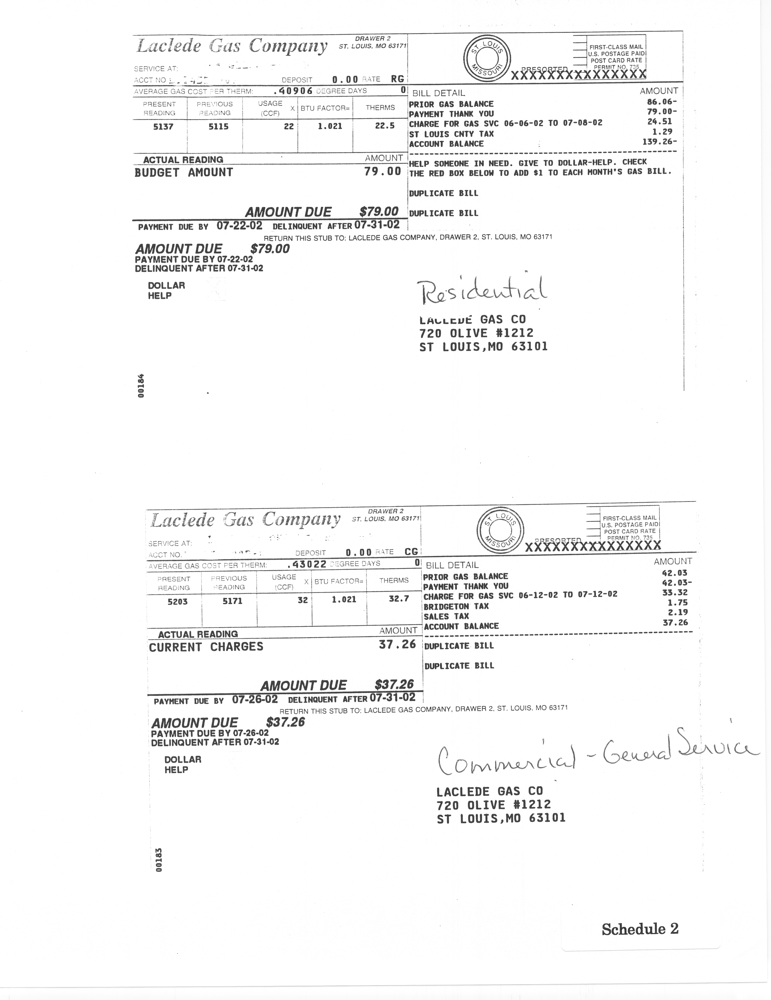 Laclede Gas Company
DRAWER 2
ST. LOUIS, MO 63171
ST. LOUIS MISSOURI
PRESORTED
XXXXXXXXXXXXXXX
FIRST-CLASS MAIL
U.S. POSTAGE PAID
POST CARD RATE
PERMIT NO. 735
SERVICE AT:
ACCT NO DEPOSIT 0.00 RATE RG
AVERAGE GAS COST PER THERM: .40906 DEGREE DAYS 0
PRESENT READING PREVIOUS READING USAGE (CCF) X BTU FACTOR= THERMS
5137 5115 22 1.021 22.5
ACTUAL READING AMOUNT
BUDGET AMOUNT 79.00
AMOUNT DUE $79.00
PAYMENT DUE BY 07-22-02 DELINQUENT AFTER 07-31-02
BILL DETAIL AMOUNT
PRIOR GAS BALANCE 86.06-
PAYMENT THANK YOU 79.00-
CHARGE FOR GAS SVC 06-06-02 TO 07-08-02 24.51
ST LOUIS CNTY TAX 1.29
ACCOUNT BALANCE 139.26-
HELP SOMEONE IN NEED. GIVE TO DOLLAR-HELP. CHECK
THE RED BOX BELOW TO ADD $1 TO EACH MONTH'S GAS BILL.
DUPLICATE BILL
DUPLICATE BILL
RETURN THIS STUB TO: LACLEDE GAS COMPANY, DRAWER 2, ST. LOUIS, MO 63171
AMOUNT DUE $79.00
PAYMENT DUE BY 07-22-02
DELINQUENT AFTER 07-31-02
DOLLAR
HELP
Residential
LACLEDE GAS CO
720 OLIVE #1212
ST LOUIS,MO 63101
00184
Laclede Gas Company
DRAWER 2
ST. LOUIS, MO 63171
ST LOUIS MISSOURI
PRESORTED
XXXXXXXXXXXXXXX
FIRST-CLASS MAIL
U.S. POSTAGE PAID
POST CARD RATE
PERMIT NO. 735
SERVICE AT:
ACCT NO. DEPOSIT 0.00 RATE CG
AVERAGE GAS COST PER THERM: .43022 DEGREE DAYS 0
PRESENT READING PREVIOUS READING USAGE (CCF) X BTU FACTOR= THERMS
5203 5171 32 1.021 32.7
ACTUAL READING AMOUNT
CURRENT CHARGES 37.26
AMOUNT DUE $37.26
PAYMENT DUE BY 07-26-02 DELINQUENT AFTER 07-31-02
BILL DETAIL AMOUNT
PRIOR GAS BALANCE 42.03
PAYMENT THANK YOU 42.03-
CHARGE FOR GAS SVC 06-12-02 TO 07-12-02 33.32
BRIDGETON TAX 1.75
SALES TAX 2.19
ACCOUNT BALANCE 37.26
DUPLICATE BILL
DUPLICATE BILL
RETURN THIS STUB TO: LACLEDE GAS COMPANY, DRAWER 2, ST. LOUIS, MO 63171
AMOUNT DUE $37.26
PAYMENT DUE BY 07-26-02
DELINQUENT AFTER 07-31-02
DOLLAR
HELP
Commercial - General Service
LACLEDE GAS CO
720 OLIVE #1212
ST LOUIS,MO 63101
00183
Schedule 2